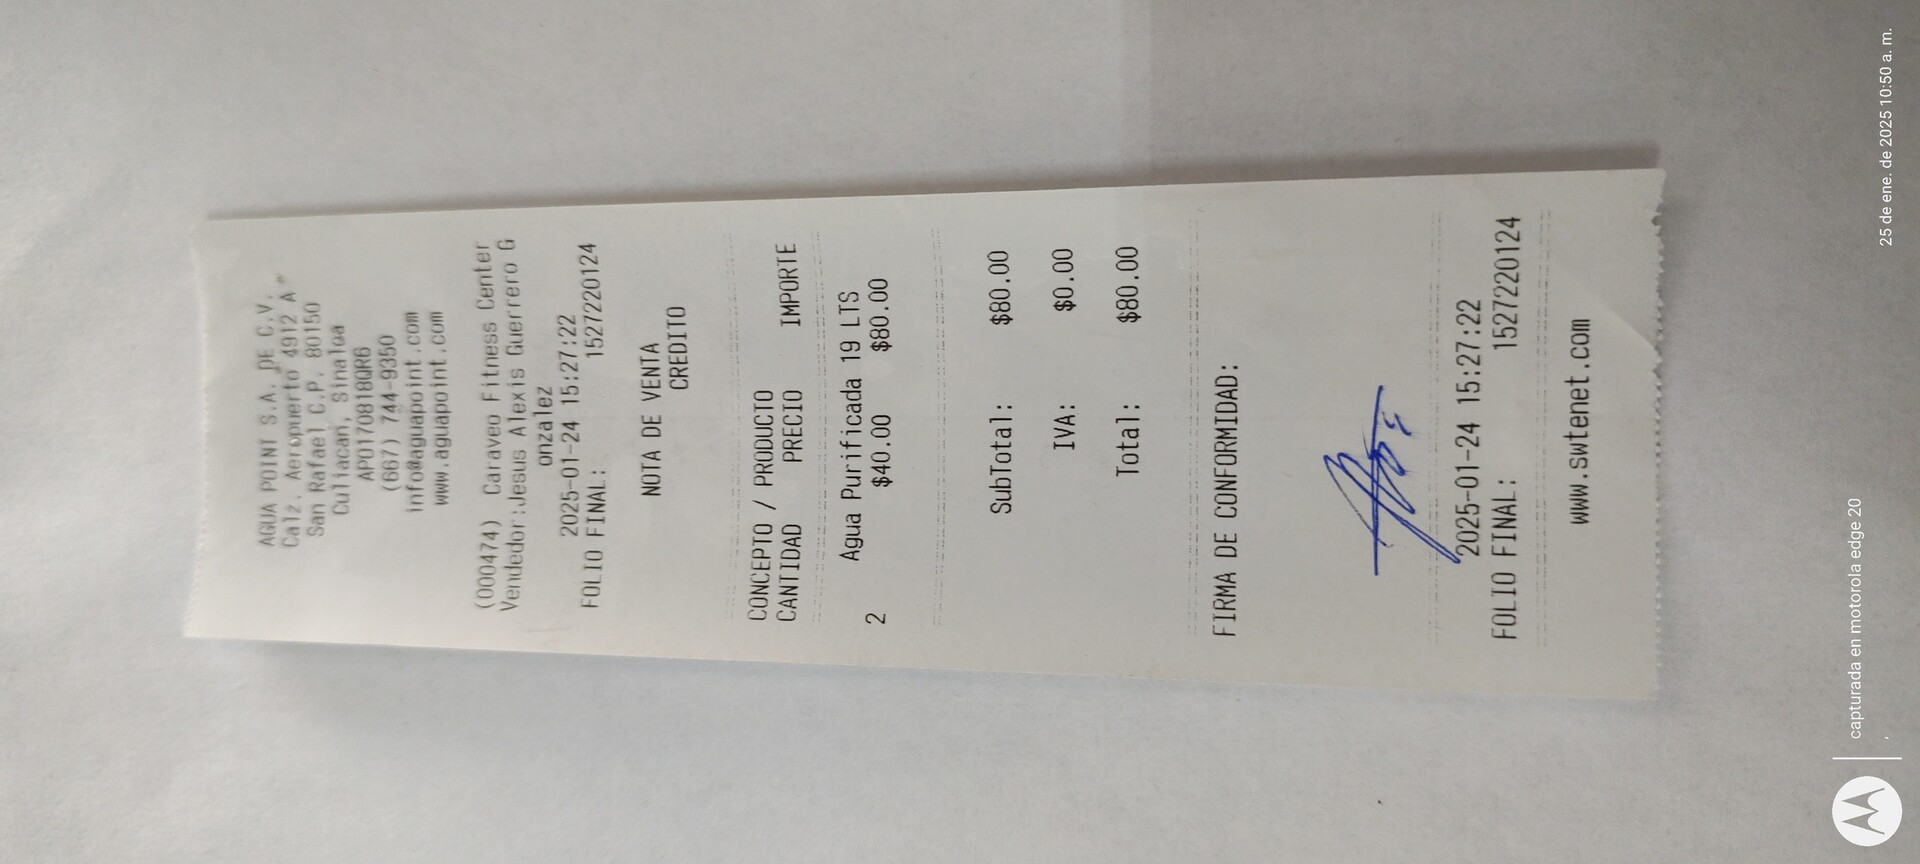 AGUA POINT S.A. DE C.V.
Calz. Aeropuerto 4912 A"
San Rafael C.P. 80150
Culiacan, Sinaloa
APO170818QR6
(667) 744-9350
info@aguapoint.com
www.aguapoint.com
(000474) Caraveo Fitness Center
Vendedor:Jesus Alexis Guerrero G
onzalez
2025-01-24 15:27:22
FOLIO FINAL: 1527220124
NOTA DE VENTA
CREDITO
CONCEPTO / PRODUCTO
CANTIDAD PRECIO IMPORTE
Agua Purificada 19 LTS
2 $40.00 $80.00
SubTotal: $80.00
IVA: $0.00
Total: $80.00
FIRMA DE CONFORMIDAD:
2025-01-24 15:27:22
FOLIO FINAL: 1527220124
www.swtenet.com
capturada en motorola edge 20
25 de ene. de 2025 10:50 a. m.